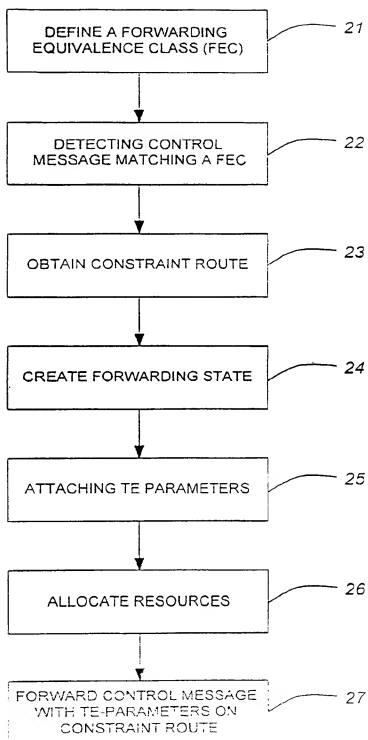 DEFINE A FORWARDING
EQUIVALENCE CLASS (FEC)
21
DETECTING CONTROL
MESSAGE MATCHING A FEC
22
OBTAIN CONSTRAINT ROUTE
23
CREATE FORWARDING STATE
24
ATTACHING TE PARAMETERS
25
ALLOCATE RESOURCES
26
FORWARD CONTROL MESSAGE
WITH TE-PARAMETERS ON
CONSTRAINT ROUTE
27